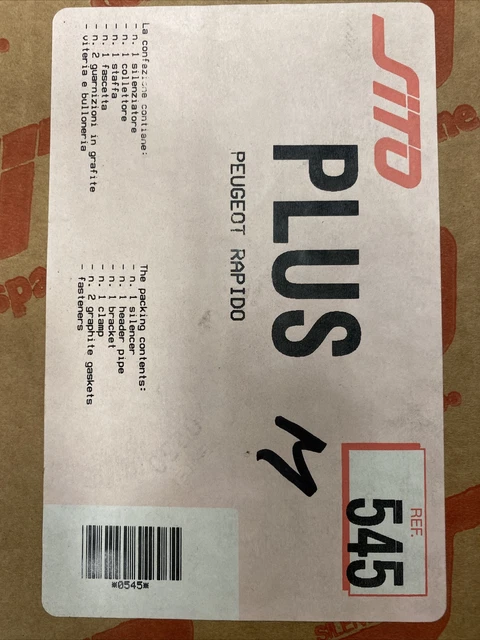 SITO
REF.
545
PLUS
M
PEUGEOT RAPIDO
La confezione contiene:
- n. 1 silenziatore
- n. 1 collettore
- n. 1 staffa
- n. 1 fascetta
- n. 2 guarnizioni in grafite
- viteria e bulloneria
The packing contents:
- n. 1 silencer
- n. 1 header pipe
- n. 1 bracket
- n. 1 clamp
- n. 2 graphite gaskets
- fasteners
*0545*